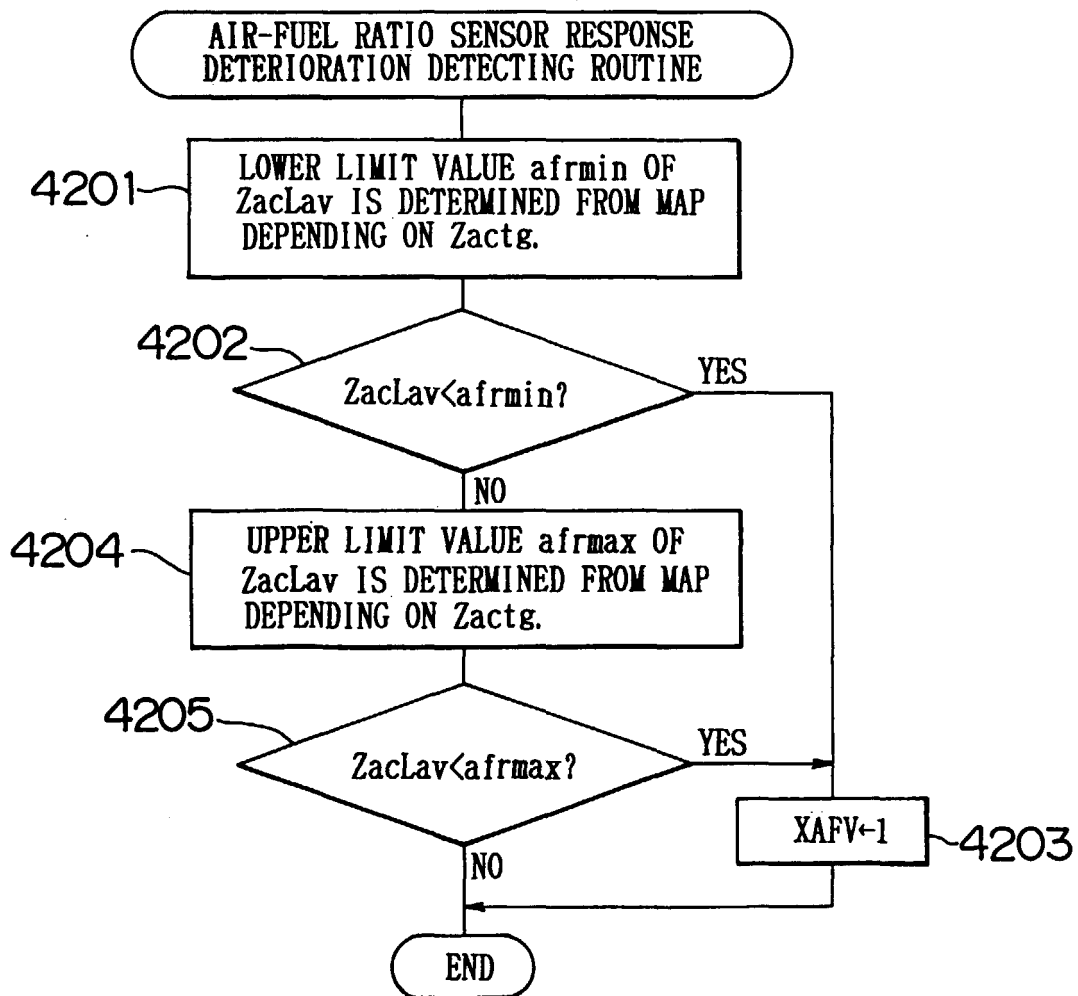 AIR-FUEL RATIO SENSOR RESPONSE
DETERIORATION DETECTING ROUTINE
4201
LOWER LIMIT VALUE afrmin OF
ZacLav IS DETERMINED FROM MAP
DEPENDING ON Zactg.
4202
ZacLav<afrmin?
YES
NO
4204
UPPER LIMIT VALUE afrmax OF
ZacLav IS DETERMINED FROM MAP
DEPENDING ON Zactg.
4205
ZacLav<afrmax?
YES
XAFV←1
4203
NO
END